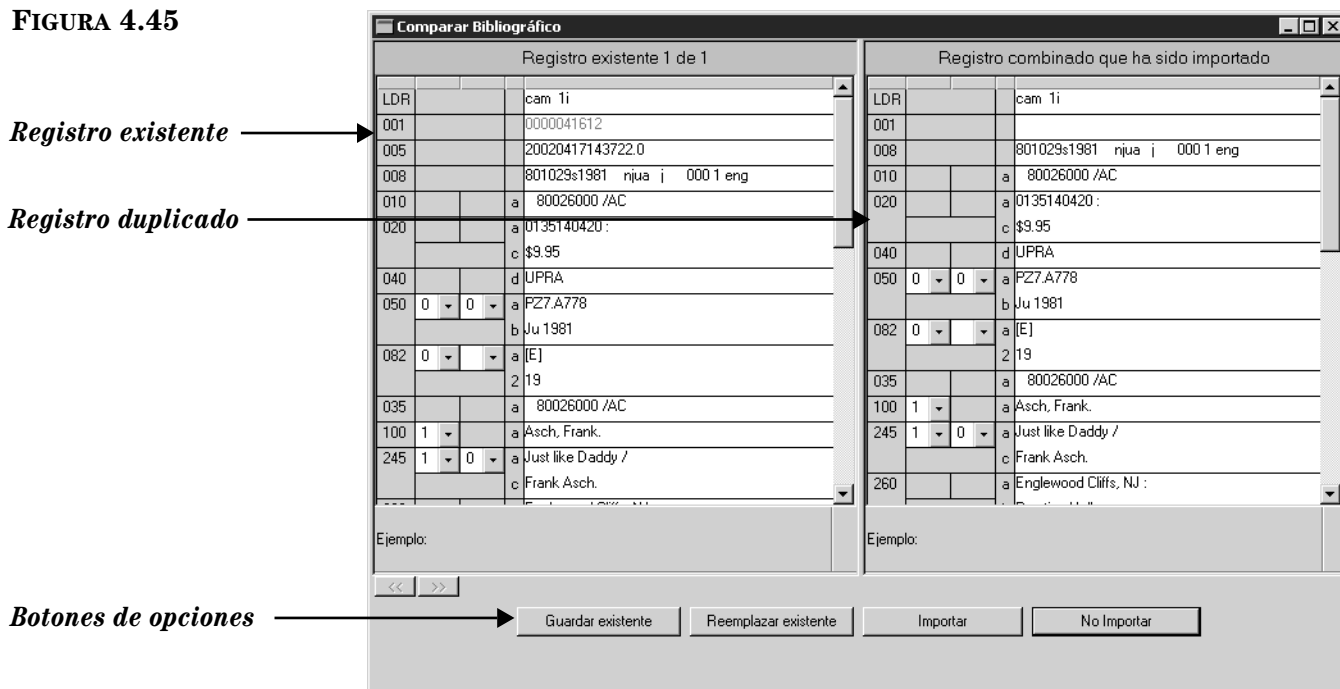 FIGURA 4.45
Comparar Bibliográfico
Registro existente 1 de 1
LDR cam 1i
001 0000041612
005 20020417143722.0
008 801029s1981 njua j 000 1 eng
010 a 80026000 /AC
020 a 0135140420 :
c $9.95
040 d UPRA
050 0 0 a PZ7.A778
b Ju 1981
082 0 a [E]
2 19
035 a 80026000 /AC
100 1 a Asch, Frank.
245 1 0 a Just like Daddy /
c Frank Asch.
Ejemplo:
Registro combinado que ha sido importado
LDR cam 1i
001
008 801029s1981 njua j 000 1 eng
010 a 80026000 /AC
020 a 0135140420 :
c $9.95
040 d UPRA
050 0 0 a PZ7.A778
b Ju 1981
082 0 a [E]
2 19
035 a 80026000 /AC
100 1 a Asch, Frank.
245 1 0 a Just like Daddy /
c Frank Asch.
260 a Englewood Cliffs, NJ :
Ejemplo:
Registro existente
Registro duplicado
<< >>
Botones de opciones
Guardar existente Reemplazar existente Importar No Importar